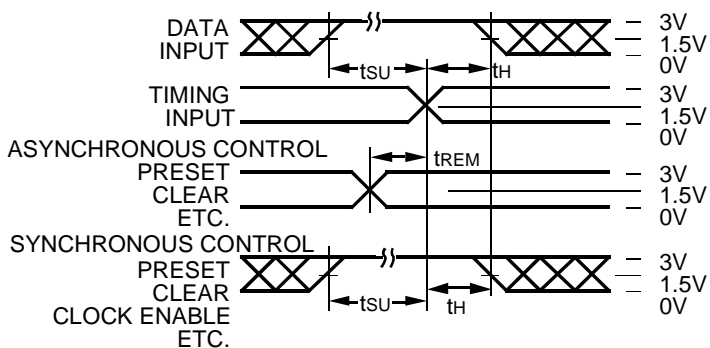 DATA
INPUT
3V
1.5V
0V
tSU
tH
TIMING
INPUT
3V
1.5V
0V
ASYNCHRONOUS CONTROL
PRESET
CLEAR
ETC.
tREM
3V
1.5V
0V
SYNCHRONOUS CONTROL
PRESET
CLEAR
CLOCK ENABLE
ETC.
tSU
tH
3V
1.5V
0V